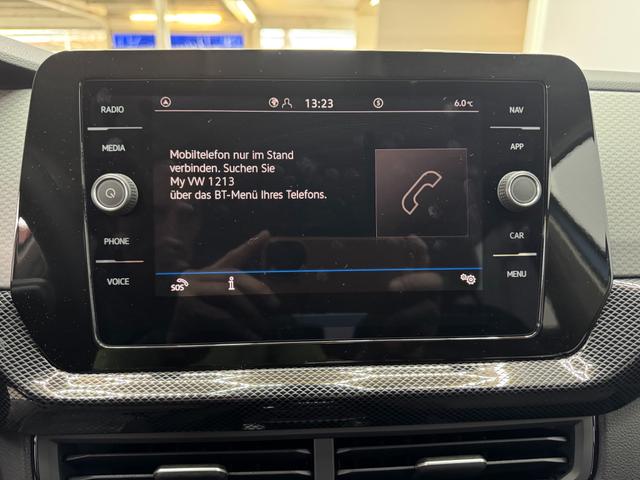 13:23
6.0°C
RADIO
MEDIA
PHONE
VOICE
Mobiltelefon nur im Stand
verbinden. Suchen Sie
My VW 1213
über das BT-Menü Ihres Telefons.
SOS
i
NAV
APP
CAR
MENU